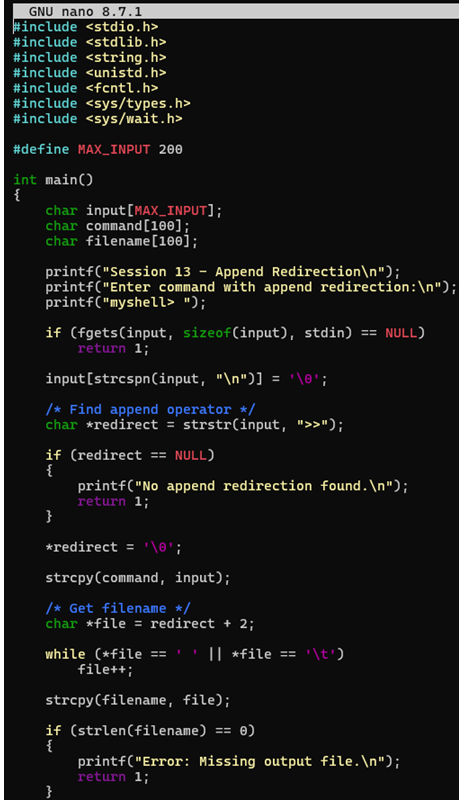 GNU nano 8.7.1
#include <stdio.h>
#include <stdlib.h>
#include <string.h>
#include <unistd.h>
#include <fcntl.h>
#include <sys/types.h>
#include <sys/wait.h>
#define MAX_INPUT 200
int main()
{
    char input[MAX_INPUT];
    char command[100];
    char filename[100];
    printf("Session 13 - Append Redirection\n");
    printf("Enter command with append redirection:\n");
    printf("myshell> ");
    if (fgets(input, sizeof(input), stdin) == NULL)
        return 1;
    input[strcspn(input, "\n")] = '\0';
    /* Find append operator */
    char *redirect = strstr(input, ">>");
    if (redirect == NULL)
    {
        printf("No append redirection found.\n");
        return 1;
    }
    *redirect = '\0';
    strcpy(command, input);
    /* Get filename */
    char *file = redirect + 2;
    while (*file == ' ' || *file == '\t')
        file++;
    strcpy(filename, file);
    if (strlen(filename) == 0)
    {
        printf("Error: Missing output file.\n");
        return 1;
    }